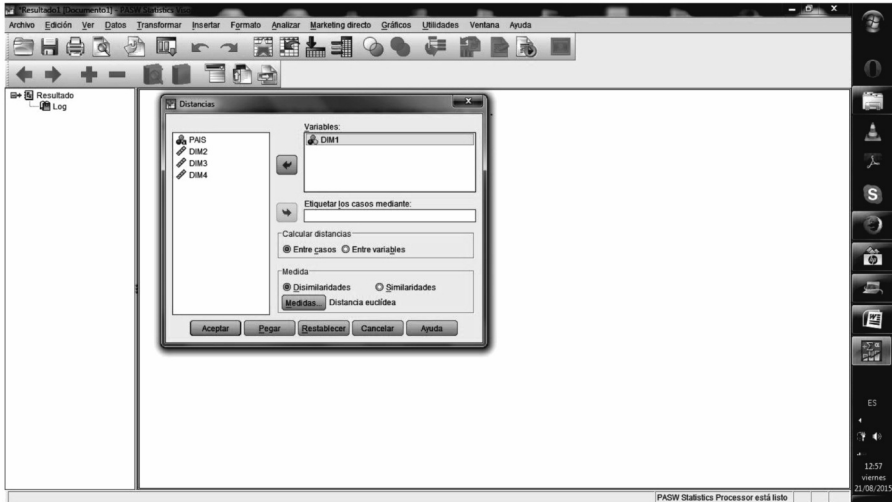 *Resultado1 [Documento1] - PASW Statistics
Archivo Edición Ver Datos Transformar Insertar Formato Analizar Marketing directo Gráficos Utilidades Ventana Ayuda
Resultado
Log
Distancias
PAIS
DIM2
DIM3
DIM4
Variables:
DIM1
Etiquetar los casos mediante:
Calcular distancias
Entre casos Entre variables
Medida
Disimilaridades Similaridades
Medidas... Distancia euclídea
Aceptar Pegar Restablecer Cancelar Ayuda
ES
12:57
viernes
21/08/2015
PASW Statistics Processor está listo